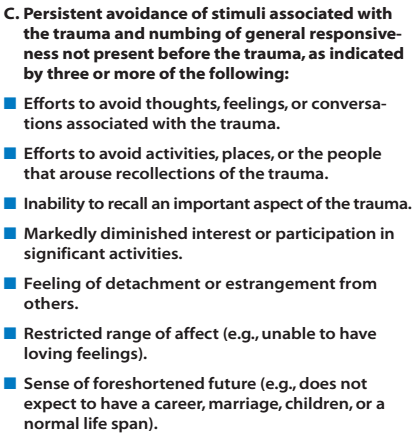 C. Persistent avoidance of stimuli associated with
the trauma and numbing of general responsive-
ness not present before the trauma, as indicated
by three or more of the following:
■ Efforts to avoid thoughts, feelings, or conversa-
tions associated with the trauma.
■ Efforts to avoid activities, places, or the people
that arouse recollections of the trauma.
■ Inability to recall an important aspect of the trauma.
■ Markedly diminished interest or participation in
significant activities.
■ Feeling of detachment or estrangement from
others.
■ Restricted range of affect (e.g., unable to have
loving feelings).
■ Sense of foreshortened future (e.g., does not
expect to have a career, marriage, children, or a
normal life span).